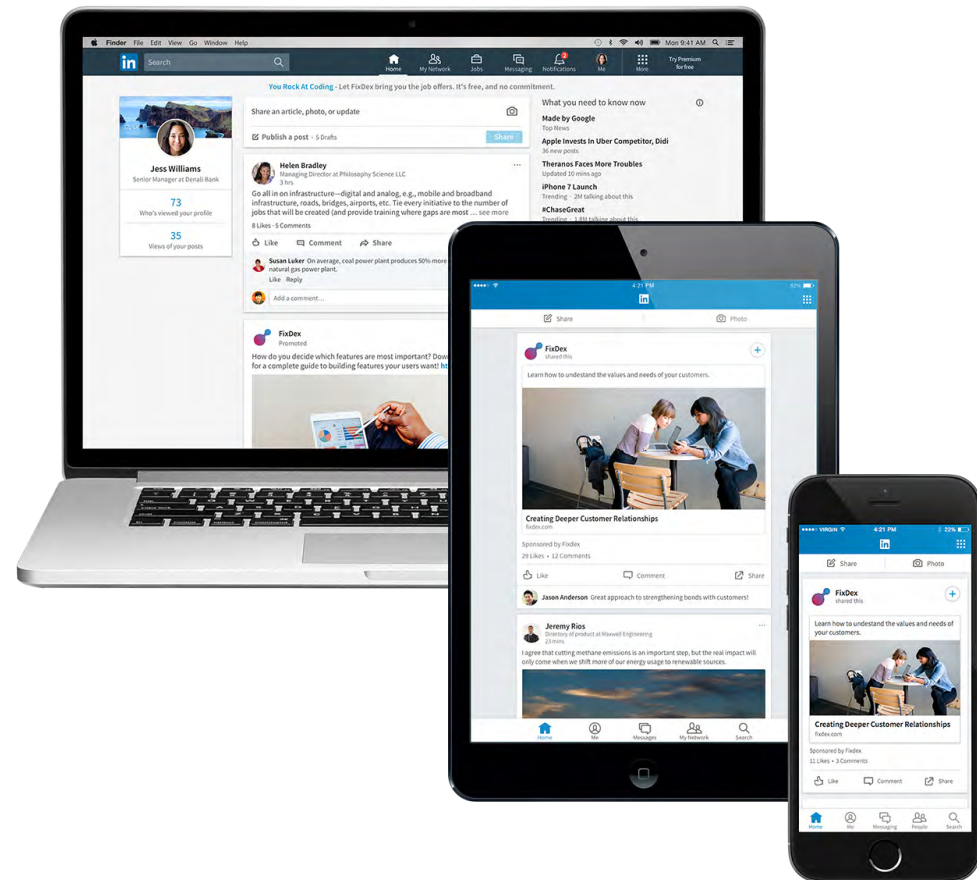 Finder File Edit View Go Window Help
Mon 9:41 AM
in Search
Home My Network Jobs Messaging Notifications Me More Try Premium
for free
2
You Rock At Coding - Let FixDex bring you the job offers. It's free, and no commitment.
Jess Williams
Senior Manager at Denali Bank
73
Who's viewed your profile
35
Views of your posts
Share an article, photo, or update
Publish a post · 5 Drafts
Share
Helen Bradley
Managing Director at Philosophy Science LLC
3 hrs
Go all in on infrastructure—digital and analog, e.g., mobile and broadband
infrastructure, roads, bridges, airports, etc. Tie every initiative to the number of
jobs that will be created (and provide training where gaps are most ... see more
8 Likes · 5 Comments
Like Comment Share
Susan Luker On average, coal power plant produces 50% more
natural gas power plant.
Like Reply
Add a comment...
FixDex
Promoted
How do you decide which features are most important? Dow
for a complete guide to building features your users want! ht
What you need to know now
Made by Google
Top News
Apple Invests In Uber Competitor, Didi
36 new posts
Theranos Faces More Troubles
Updated 10 mins ago
iPhone 7 Launch
Trending · 2M talking about this
#ChaseGreat
Trending · 1.8M talking about this
4:21 PM
in
Share Photo
FixDex
shared this
Learn how to undestand the values and needs of your customers.
Creating Deeper Customer Relationships
fixdex.com
Sponsored by Fixdex
29 Likes • 12 Comments
Like Comment Share
Jason Anderson Great approach to strengthening bonds with customers!
Jeremy Rios
Directory of product at Maxwell Engineering
23 mins
I agree that cutting methane emissions is an important step, but the real impact will
only come when we shift more of our energy usage to renewable sources.
Home Me Messages My Network Search
VIRGIN 4:21 PM 22%
in
Share Photo
FixDex
shared this
Learn how to undestand the values and needs of
your customers.
Creating Deeper Customer Relationships
fixdex.com
Sponsored by Fixdex
11 Likes • 3 Comments
Like Comment Share
Home Me Messaging People Search